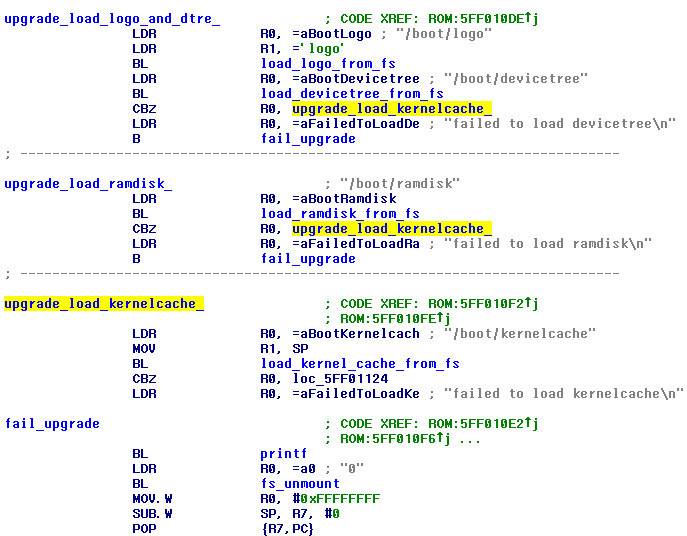 upgrade_load_logo_and_dtre_ ; CODE XREF: ROM:5FF010DE↑j
LDR R0, =aBootLogo ; "/boot/logo"
LDR R1, ='logo'
BL load_logo_from_fs
LDR R0, =aBootDevicetree ; "/boot/devicetree"
BL load_devicetree_from_fs
CBZ R0, upgrade_load_kernelcache_
LDR R0, =aFailedToLoadDe ; "failed to load devicetree\n"
B fail_upgrade
; ---------------------------------------------------------------------------
upgrade_load_ramdisk_ ; "/boot/ramdisk"
LDR R0, =aBootRamdisk
BL load_ramdisk_from_fs
CBZ R0, upgrade_load_kernelcache_
LDR R0, =aFailedToLoadRa ; "failed to load ramdisk\n"
B fail_upgrade
; ---------------------------------------------------------------------------
upgrade_load_kernelcache_ ; CODE XREF: ROM:5FF010F2↑j
; ROM:5FF010FE↑j
LDR R0, =aBootKernelcach ; "/boot/kernelcache"
MOV R1, SP
BL load_kernel_cache_from_fs
CBZ R0, loc_5FF01124
LDR R0, =aFailedToLoadKe ; "failed to load kernelcache\n"
fail_upgrade ; CODE XREF: ROM:5FF010E2↑j
; ROM:5FF010F6↑j ...
BL printf
LDR R0, =a0 ; "0"
BL fs_unmount
MOV.W R0, #0xFFFFFFFF
SUB.W SP, R7, #0
POP {R7,PC}